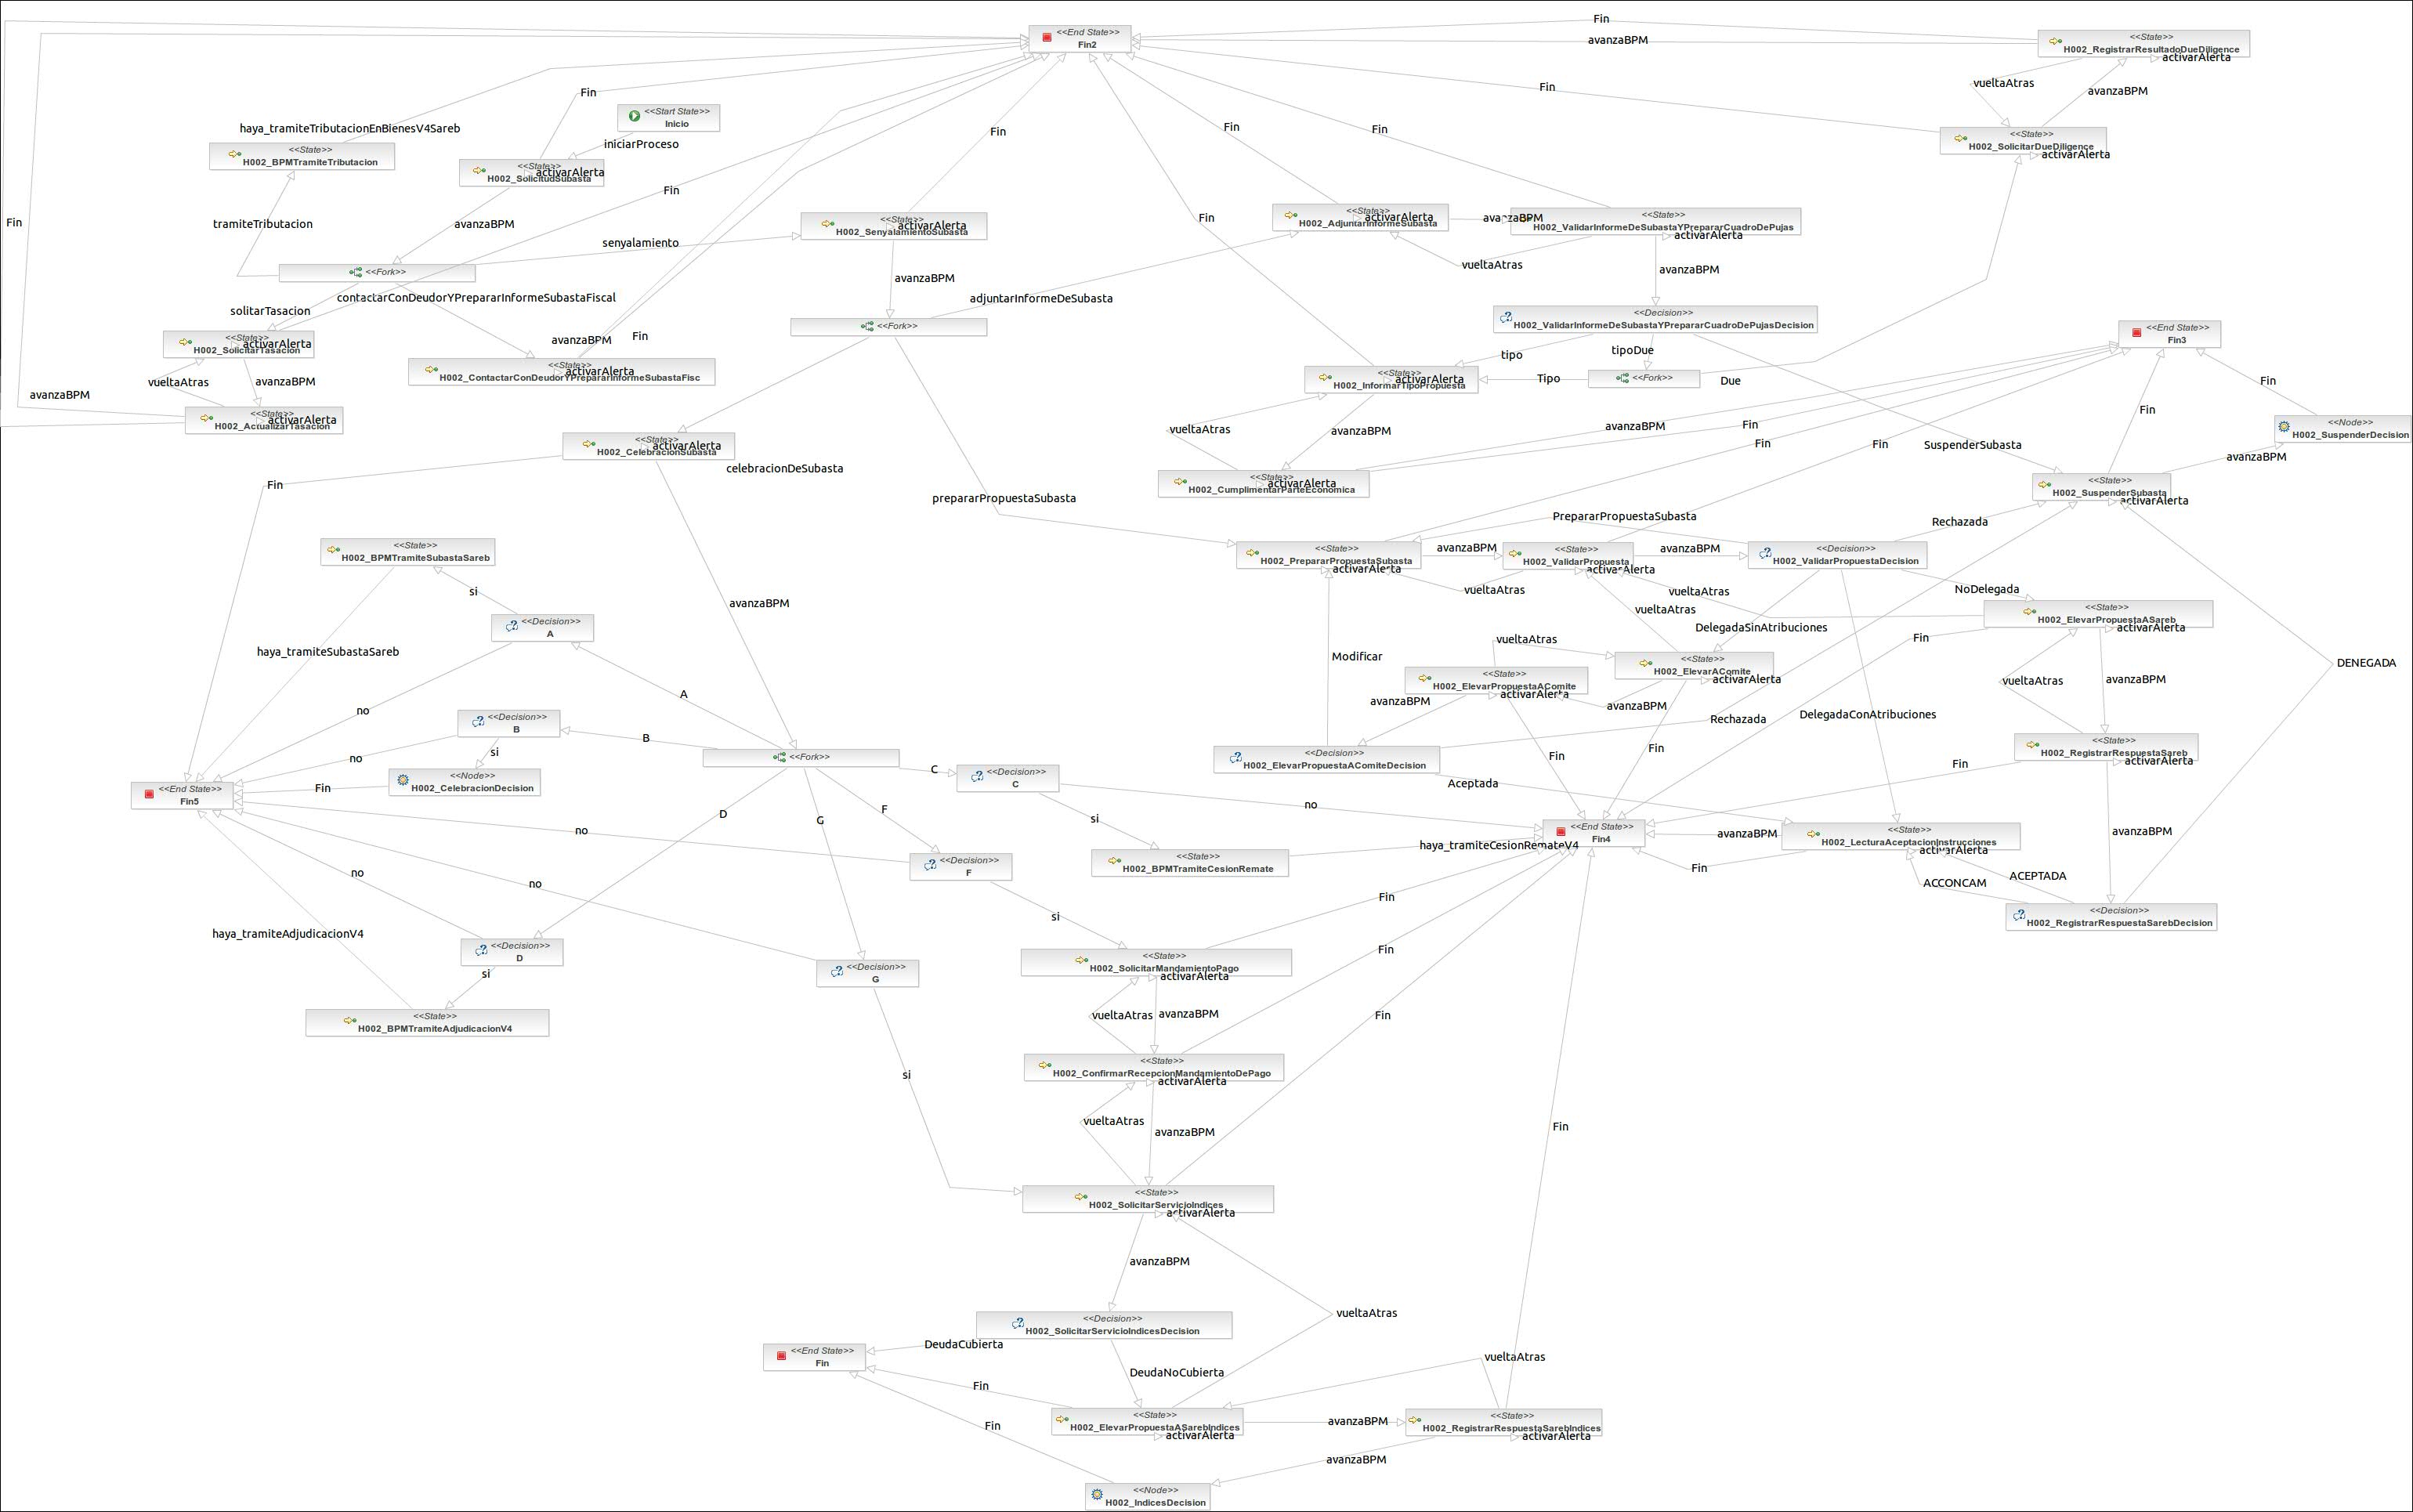 Fin
<<End State>>
Fin2
avanzaBPM
<<State>>
H002_RegistrarResultadoDueDiligence
activarAlerta
vueltaAtras
avanzaBPM
Fin
Fin
<<Start State>>
Inicio
haya_tramiteTributacionEnBienesV4Sareb
Fin
Fin
Fin
iniciarProceso
<<State>>
H002_BPMTramiteTributacion
<<State>>
H002_SolicitudSubasta
activarAlerta
<<State>>
H002_SolicitarDueDiligence
activarAlerta
Fin
Fin
Fin
tramiteTributacion
avanzaBPM
senyalamiento
<<State>>
H002_SenyalamientoSubasta
activarAlerta
<<State>>
H002_AdjuntarInformeSubasta
activarAlerta
avanzaBPM
<<State>>
H002_ValidarInformeDeSubastaYPrepararCuadroDePujas
activarAlerta
vueltaAtras
avanzaBPM
<<Fork>>
avanzaBPM
contactarConDeudorYPrepararInformeSubastaFiscal
adjuntarInformeDeSubasta
solitarTasacion
<<Fork>>
<<Decision>>
H002_ValidarInformeDeSubastaYPrepararCuadroDePujasDecision
<<End State>>
Fin3
<<State>>
H002_SolicitarTasacion
activarAlerta
avanzaBPM
Fin
tipo
tipoDue
<<State>>
H002_ContactarConDeudorYPrepararInformeSubastaFisc
activarAlerta
<<State>>
H002_InformarTipoPropuesta
activarAlerta
Tipo
<<Fork>>
Due
Fin
vueltaAtras
avanzaBPM
avanzaBPM
<<State>>
H002_ActualizarTasacion
activarAlerta
Fin
<<Node>>
H002_SuspenderDecision
vueltaAtras
avanzaBPM
avanzaBPM
Fin
Fin
Fin
SuspenderSubasta
avanzaBPM
<<State>>
H002_CelebracionSubasta
activarAlerta
celebracionDeSubasta
Fin
<<State>>
H002_CumplimentarParteEconomica
activarAlerta
<<State>>
H002_SuspenderSubasta
activarAlerta
prepararPropuestaSubasta
PrepararPropuestaSubasta
Rechazada
<<State>>
H002_BPMTramiteSubastaSareb
<<State>>
H002_PrepararPropuestaSubasta
activarAlerta
avanzaBPM
<<State>>
H002_ValidarPropuesta
activarAlerta
avanzaBPM
<<Decision>>
H002_ValidarPropuestaDecision
si
vueltaAtras
vueltaAtras
NoDelegada
avanzaBPM
vueltaAtras
<<State>>
H002_ElevarPropuestaASareb
activarAlerta
<<Decision>>
A
DelegadaSinAtribuciones
Fin
haya_tramiteSubastaSareb
vueltaAtras
Modificar
<<State>>
H002_ElevarAComite
activarAlerta
DENEGADA
A
<<State>>
H002_ElevarPropuestaAComite
activarAlerta
vueltaAtras
avanzaBPM
no
avanzaBPM
avanzaBPM
DelegadaConAtribuciones
Rechazada
<<Decision>>
B
B
si
no
<<Fork>>
Fin
Fin
<<State>>
H002_RegistrarRespuestaSareb
activarAlerta
<<Decision>>
H002_ElevarPropuestaAComiteDecision
Fin
C
<<Decision>>
C
Aceptada
<<Node>>
H002_CelebracionDecision
Fin
<<End State>>
Fin5
no
D
G
F
si
no
<<End State>>
Fin4
avanzaBPM
<<State>>
H002_LecturaAceptacionInstrucciones
activarAlerta
avanzaBPM
haya_tramiteCesionRemateV4
<<State>>
H002_BPMTramiteCesionRemate
<<Decision>>
F
Fin
no
no
ACCONCAM
ACEPTADA
Fin
si
<<Decision>>
H002_RegistrarRespuestaSarebDecision
haya_tramiteAdjudicacionV4
<<Decision>>
D
Fin
si
<<Decision>>
G
<<State>>
H002_SolicitarMandamientoPago
activarAlerta
<<State>>
H002_BPMTramiteAdjudicacionV4
vueltaAtras
avanzaBPM
Fin
<<State>>
H002_ConfirmarRecepcionMandamientoDePago
activarAlerta
si
vueltaAtras
avanzaBPM
Fin
<<State>>
H002_SolicitarServicioIndices
activarAlerta
avanzaBPM
vueltaAtras
<<Decision>>
H002_SolicitarServicioIndicesDecision
DeudaCubierta
<<End State>>
Fin
vueltaAtras
DeudaNoCubierta
Fin
<<State>>
H002_ElevarPropuestaASarebIndices
activarAlerta
avanzaBPM
<<State>>
H002_RegistrarRespuestaSarebIndices
activarAlerta
Fin
avanzaBPM
<<Node>>
H002_IndicesDecision